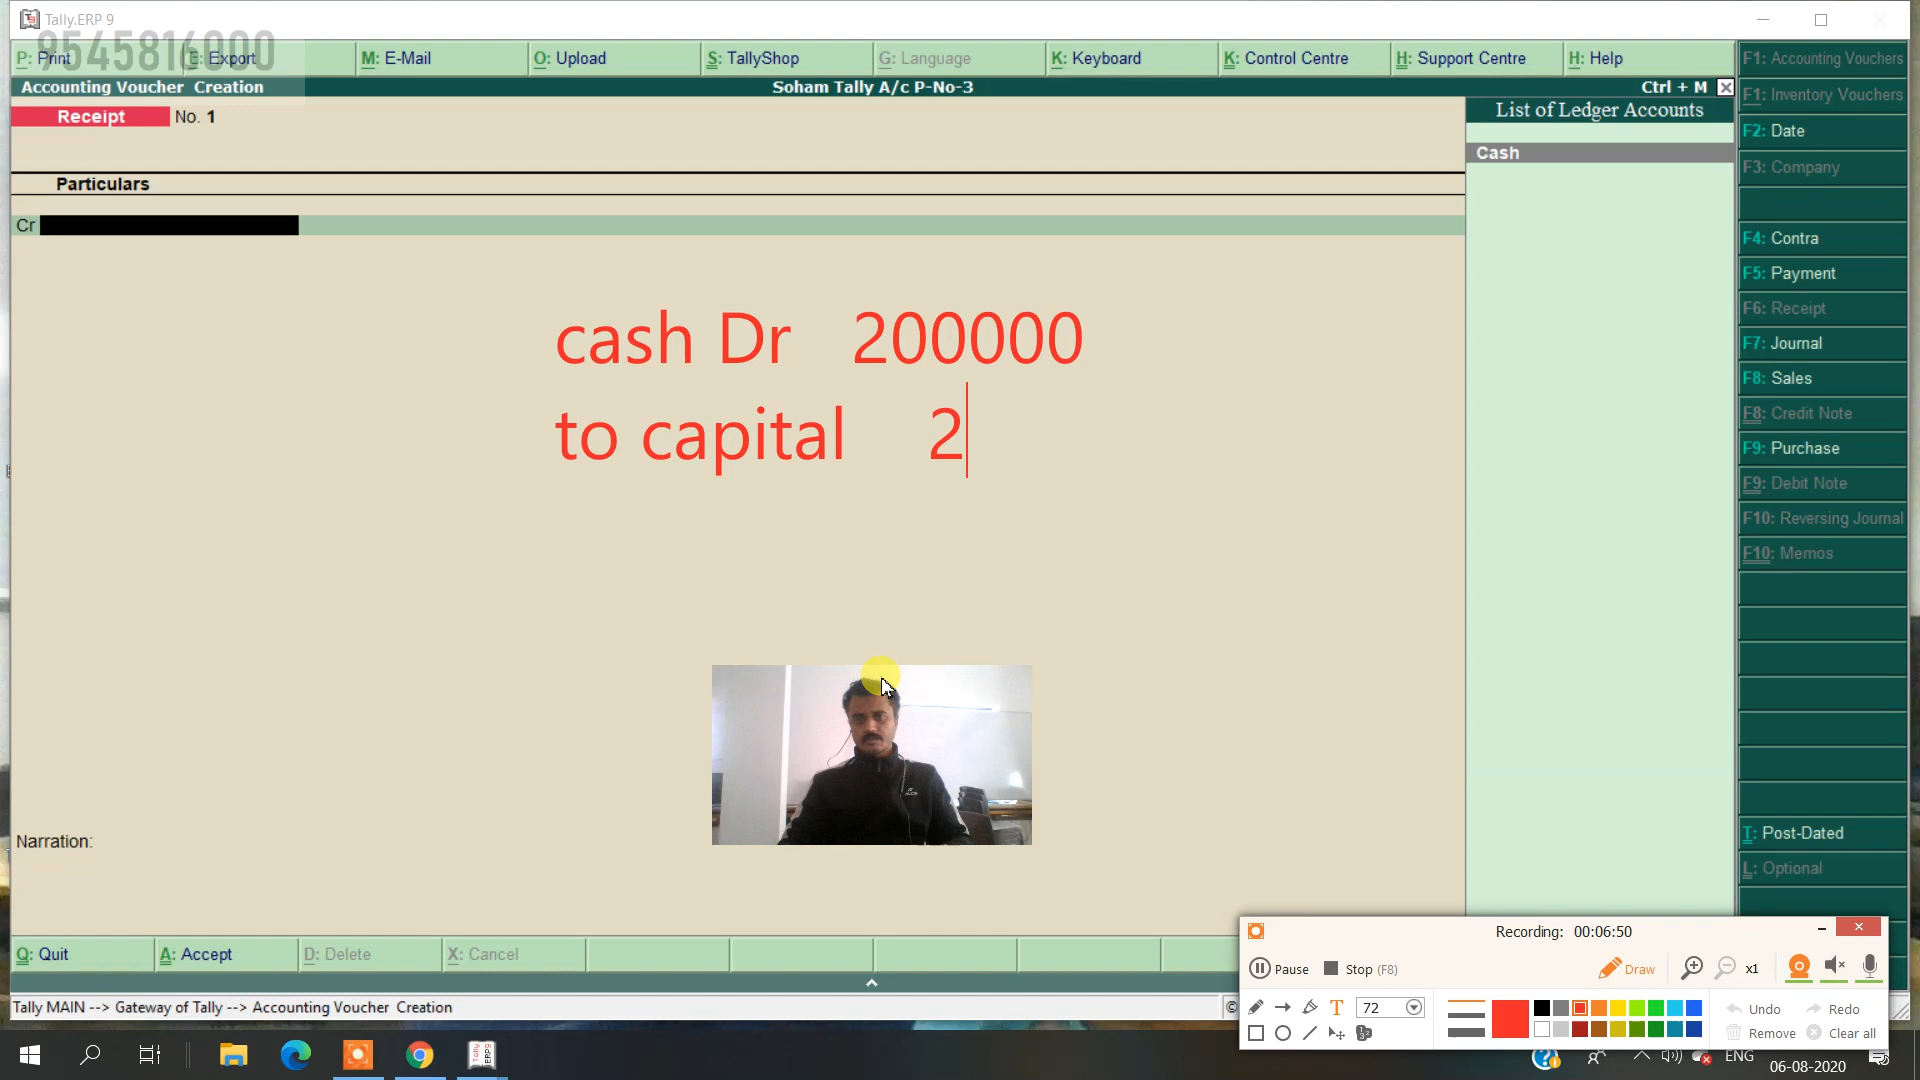 Tally.ERP 9
9545816000
P: Print E: Export M: E-Mail O: Upload S: TallyShop G: Language K: Keyboard K: Control Centre H: Support Centre H: Help
Accounting Voucher Creation Soham Tally A/c P-No-3 Ctrl + M
Receipt No. 1
List of Ledger Accounts
Cash
Particulars
Cr
cash Dr 200000
to capital 2
Narration:
F1: Accounting Vouchers
F1: Inventory Vouchers
F2: Date
F3: Company
F4: Contra
F5: Payment
F6: Receipt
F7: Journal
F8: Sales
F8: Credit Note
F9: Purchase
F9: Debit Note
F10: Reversing Journal
F10: Memos
T: Post-Dated
L: Optional
Q: Quit A: Accept D: Delete X: Cancel
Tally MAIN --> Gateway of Tally --> Accounting Voucher Creation ©
Recording: 00:06:50
Pause Stop (F8) Draw x1
T 72 Undo Redo
Remove Clear all
ENG
06-08-2020